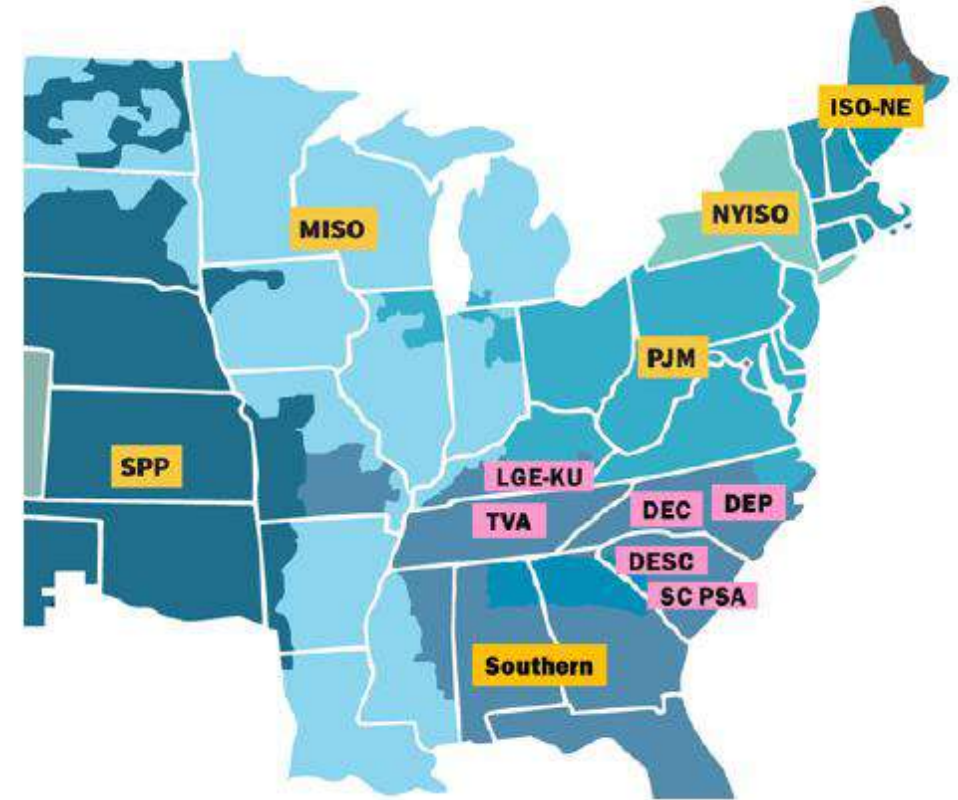 ISO-NE
NYISO
MISO
PJM
SPP
LGE-KU
TVA
DEC
DEP
DESC
SC PSA
Southern